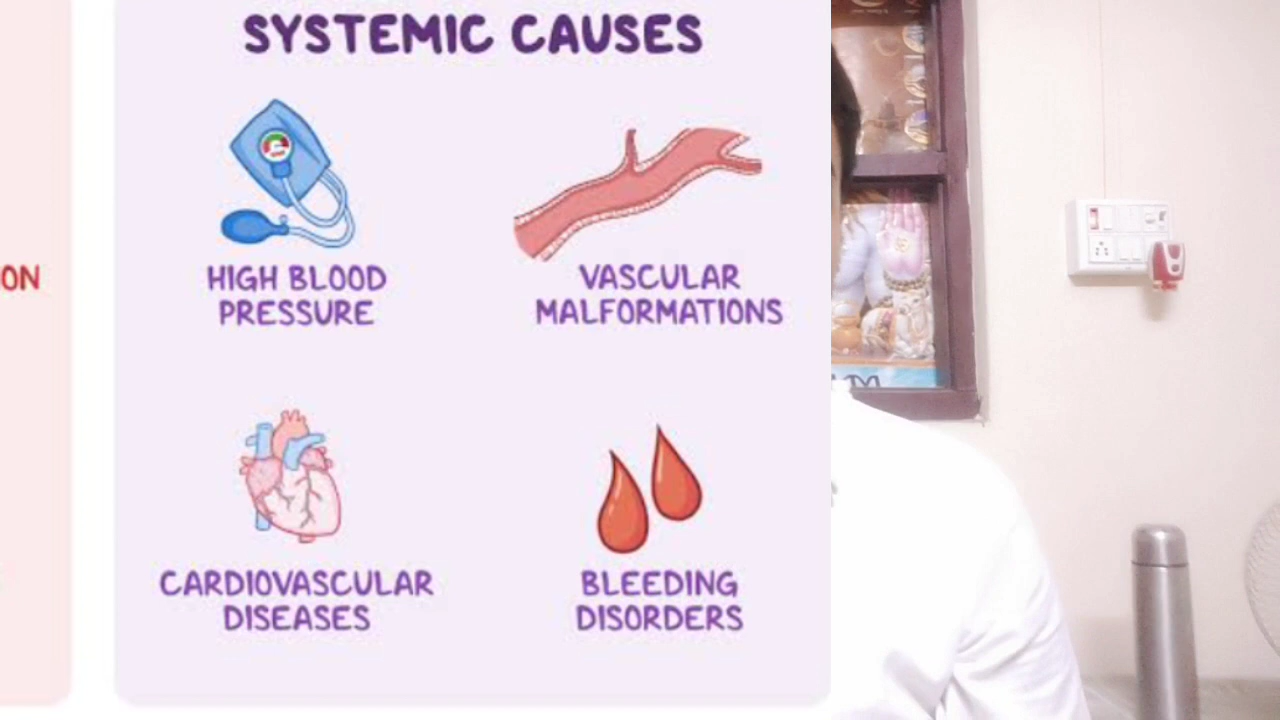 SYSTEMIC CAUSES
ON
HIGH BLOOD
PRESSURE
VASCULAR
MALFORMATIONS
CARDIOVASCULAR
DISEASES
BLEEDING
DISORDERS